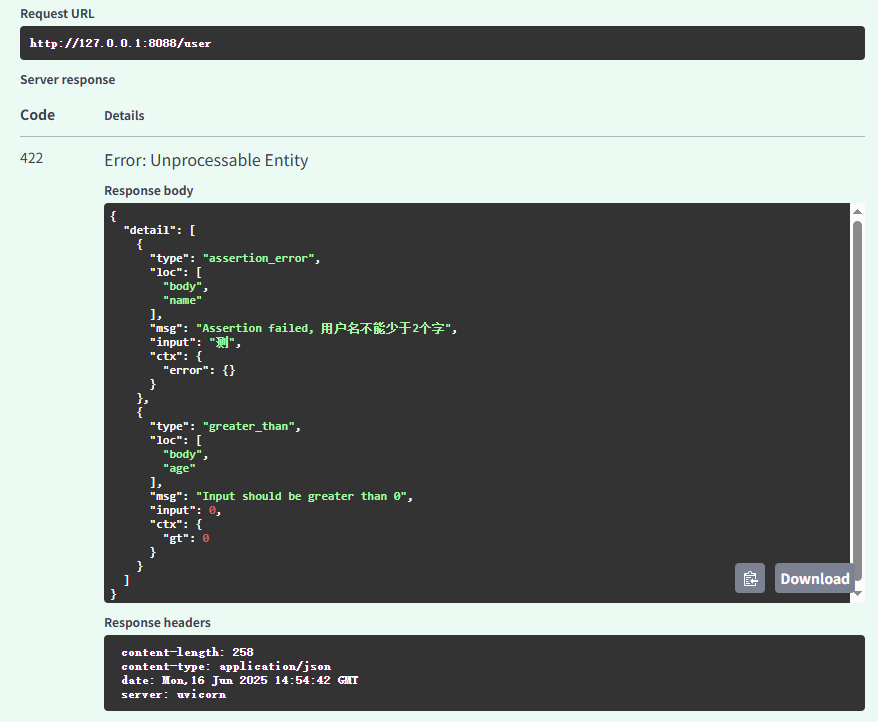 Request URL
http://127.0.0.1:8088/user
Server response
Code Details
422 Error: Unprocessable Entity
Response body
{
  "detail": [
    {
      "type": "assertion_error",
      "loc": [
        "body",
        "name"
      ],
      "msg": "Assertion failed, 用户名不能少于2个字",
      "input": "测",
      "ctx": {
        "error": {}
      }
    },
    {
      "type": "greater_than",
      "loc": [
        "body",
        "age"
      ],
      "msg": "Input should be greater than 0",
      "input": 0,
      "ctx": {
        "gt": 0
      }
    }
  ]
}
Download
Response headers
content-length: 258
content-type: application/json
date: Mon,16 Jun 2025 14:54:42 GMT
server: uvicorn